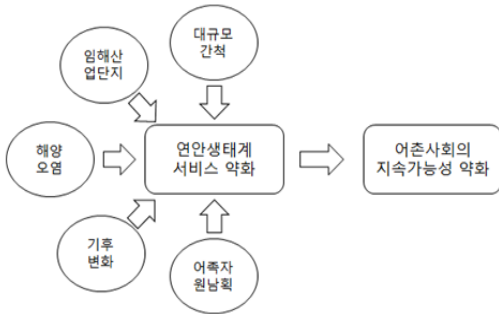 대규모
간척
임해산
업단지
해양
오염
연안생태계
서비스 약화
어촌사회의
지속가능성 약화
기후
변화
어족자
원남획